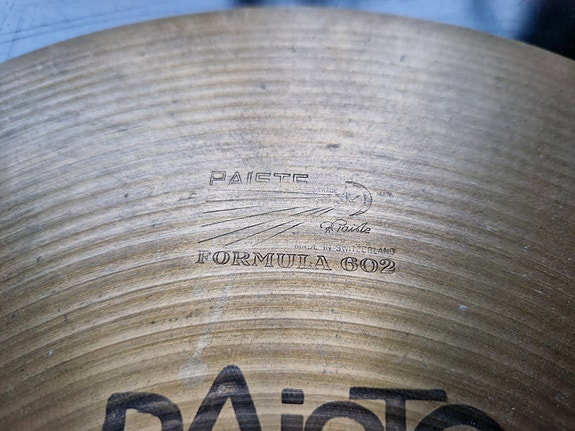 PAISTE
R Paiste
MADE IN SWITZERLAND
FORMULA 602
PAiSTe